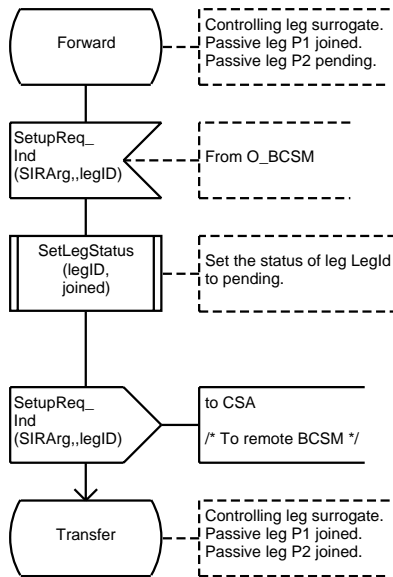 Forward
Controlling leg surrogate.
Passive leg P1 joined.
Passive leg P2 pending.
SetupReq_
Ind
(SIRArg,,legID)
From O_BCSM
SetLegStatus
(legID,
joined)
Set the status of leg LegId
to pending.
SetupReq_
Ind
(SIRArg,,legID)
to CSA
/* To remote BCSM */
Transfer
Controlling leg surrogate.
Passive leg P1 joined.
Passive leg P2 joined.